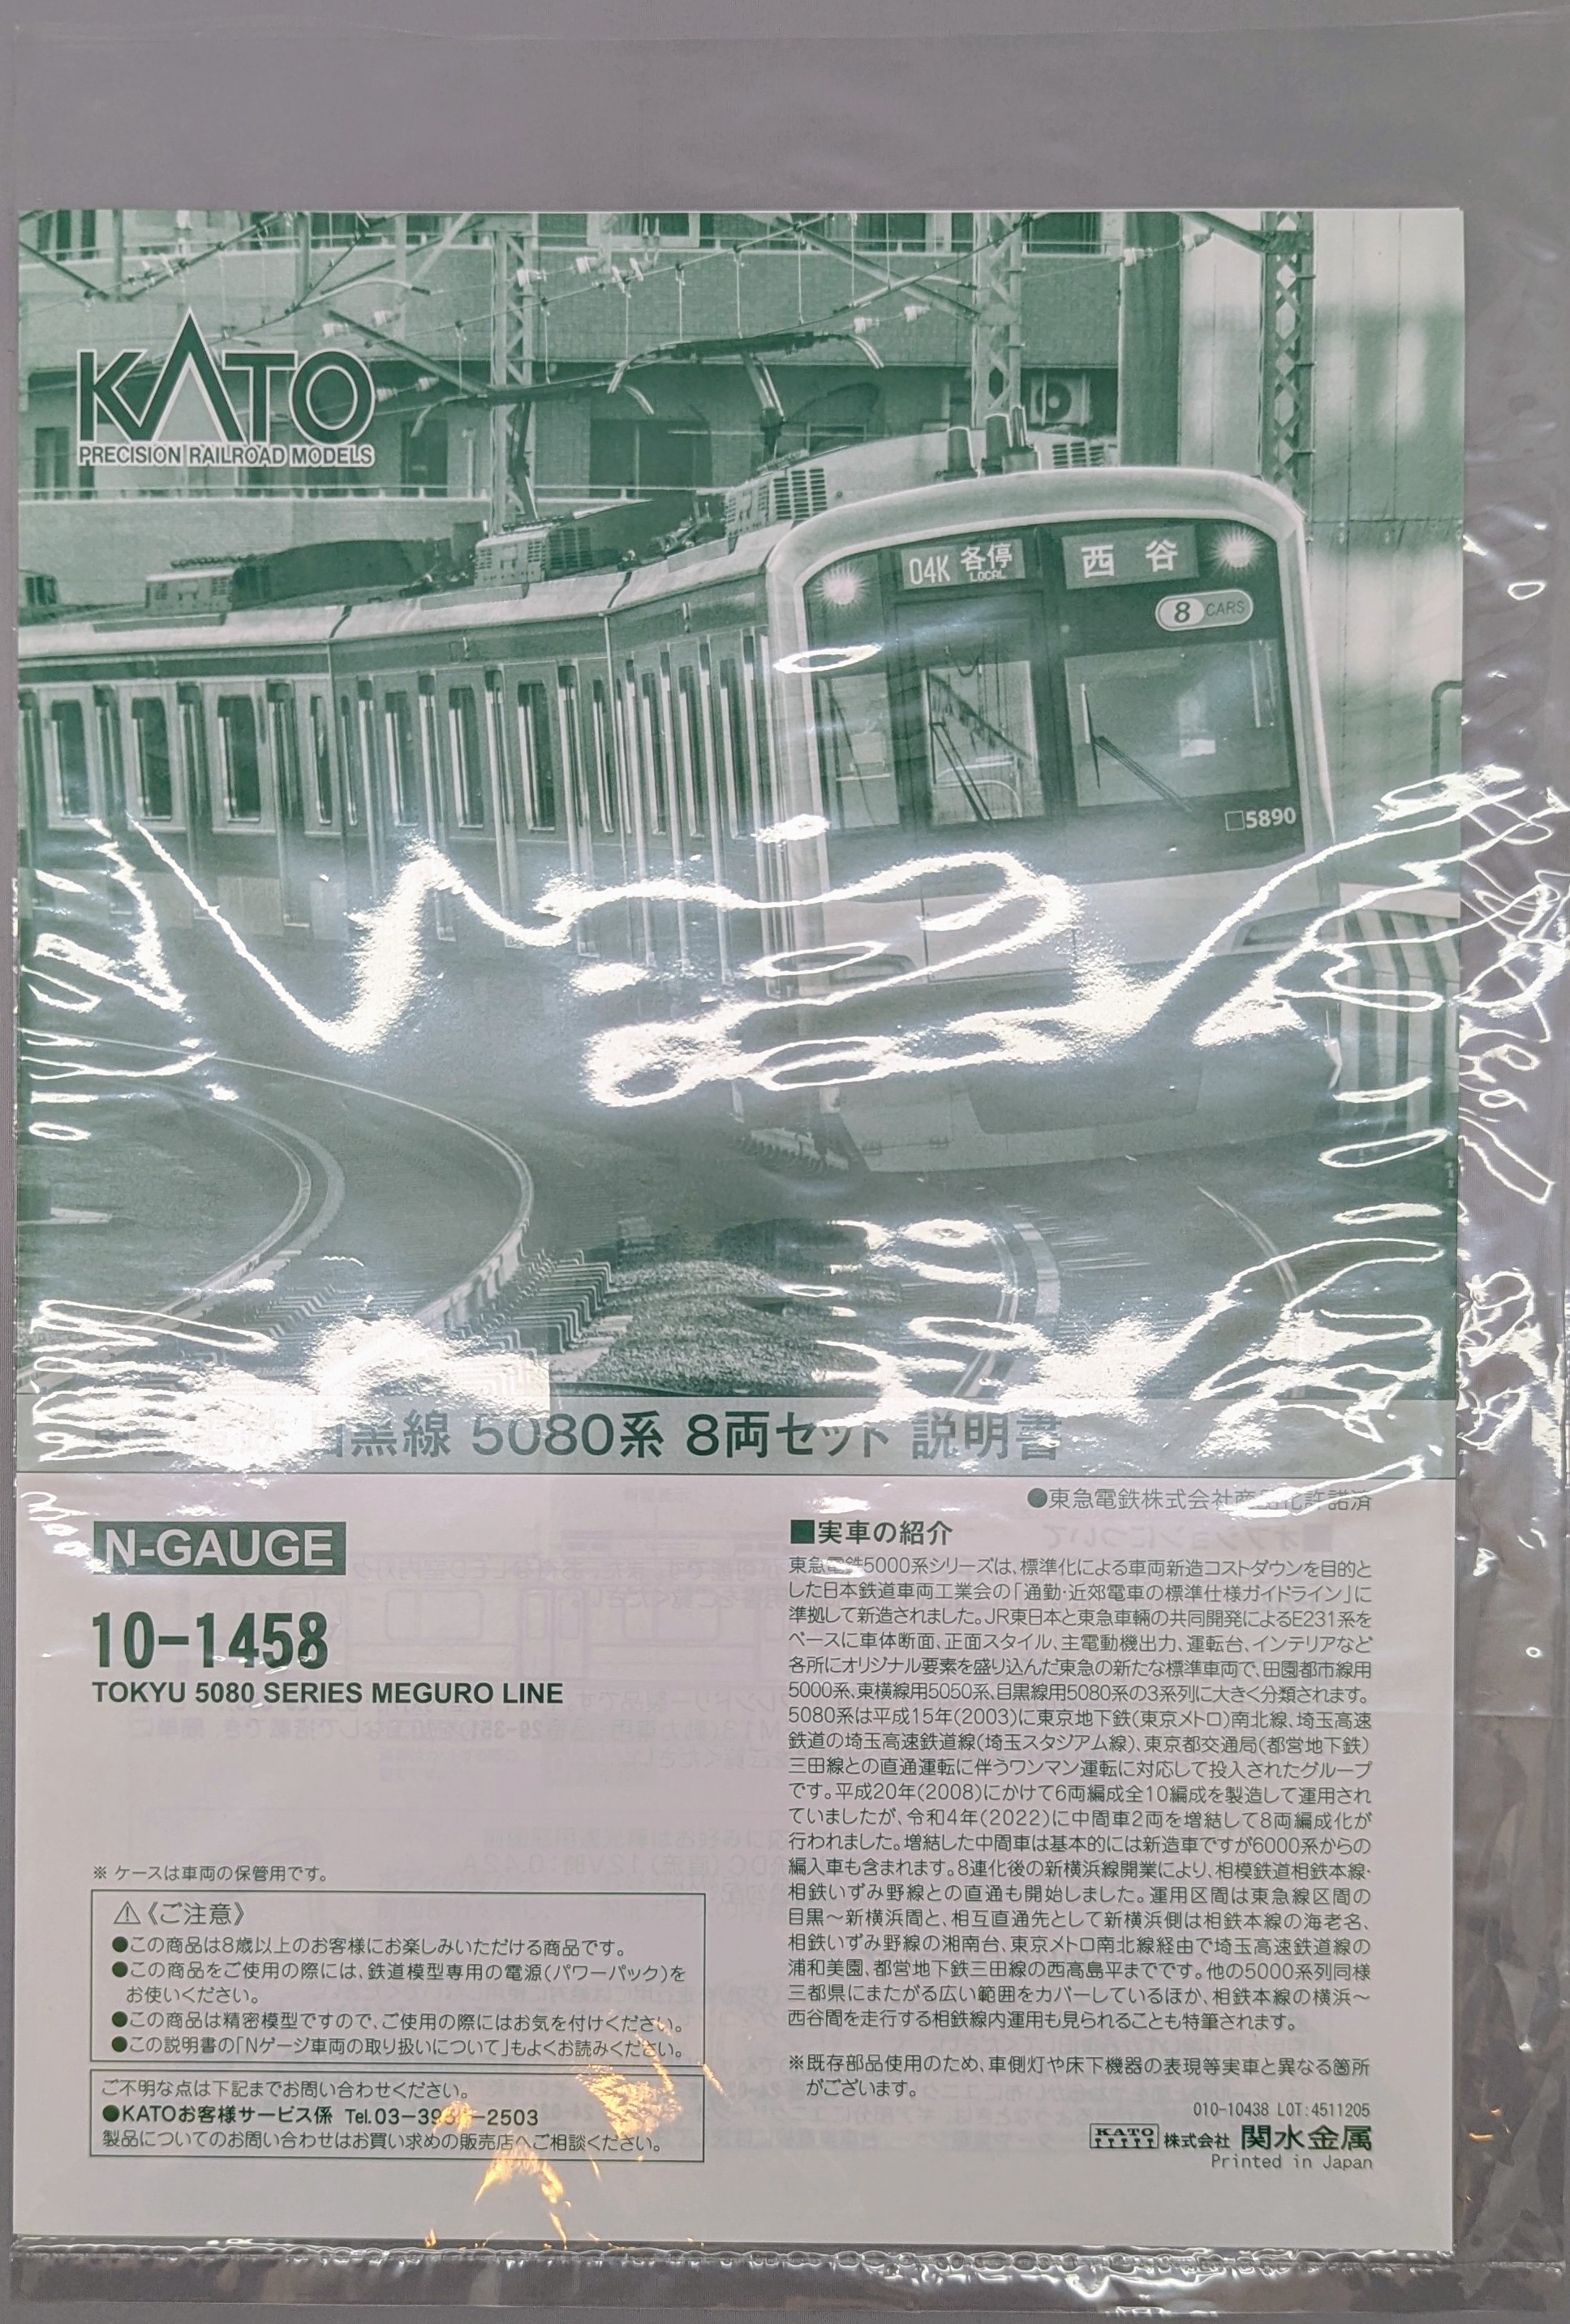 KATO
PRECISION RAILROAD MODELS
04K 各停 西谷
LOCAL
8 CARS
5890
目黒線 5080系 8両セット 説明書
●東急電鉄株式会社商品化許諾済
N-GAUGE
10-1458
TOKYU 5080 SERIES MEGURO LINE
※ ケースは車両の保管用です。
⚠《ご注意》
●この商品は8歳以上のお客様にお楽しみいただける商品です。
●この商品をご使用の際には、鉄道模型専用の電源(パワーパック)を
お使いください。
●この商品は精密模型ですので、ご使用の際にはお気を付けください。
●この説明書の「Nゲージ車両の取り扱いについて」もよくお読みください。
ご不明な点は下記までお問い合わせください。
●KATOお客様サービス係 Tel.03-39 -2503
製品についてのお問い合わせはお買い求めの販売店へご相談ください。
■実車の紹介
東急電鉄5000系シリーズは、標準化による車両新造コストダウンを目的と
した日本鉄道車両工業会の「通勤・近郊電車の標準仕様ガイドライン」に
準拠して新造されました。JR東日本と東急車輛の共同開発によるE231系を
ベースに車体断面、正面スタイル、主電動機出力、運転台、インテリアなど
各所にオリジナル要素を盛り込んだ東急の新たな標準車両で、田園都市線用
5000系、東横線用5050系、目黒線用5080系の3系列に大きく分類されます。
5080系は平成15年(2003)に東京地下鉄(東京メトロ)南北線、埼玉高速
鉄道の埼玉高速鉄道線(埼玉スタジアム線)、東京都交通局(都営地下鉄)
三田線との直通運転に伴うワンマン運転に対応して投入されたグループ
です。平成20年(2008)にかけて6両編成全10編成を製造して運用され
ていましたが、令和4年(2022)に中間車2両を増結して8両編成化が
行われました。増結した中間車は基本的には新造車ですが6000系からの
編入車も含まれます。8連化後の新横浜線開業により、相模鉄道相鉄本線・
相鉄いずみ野線との直通も開始しました。運用区間は東急線区間の
目黒～新横浜間と、相互直通先として新横浜側は相鉄本線の海老名、
相鉄いずみ野線の湘南台、東京メトロ南北線経由で埼玉高速鉄道線の
浦和美園、都営地下鉄三田線の西高島平までです。他の5000系列同様
三都県にまたがる広い範囲をカバーしているほか、相鉄本線の横浜～
西谷間を走行する相鉄線内運用も見られることも特筆されます。
※既存部品使用のため、車側灯や床下機器の表現等実車と異なる箇所
がございます。
010-10438 LOT:4511205
KATO 株式会社 関水金属
Printed in Japan